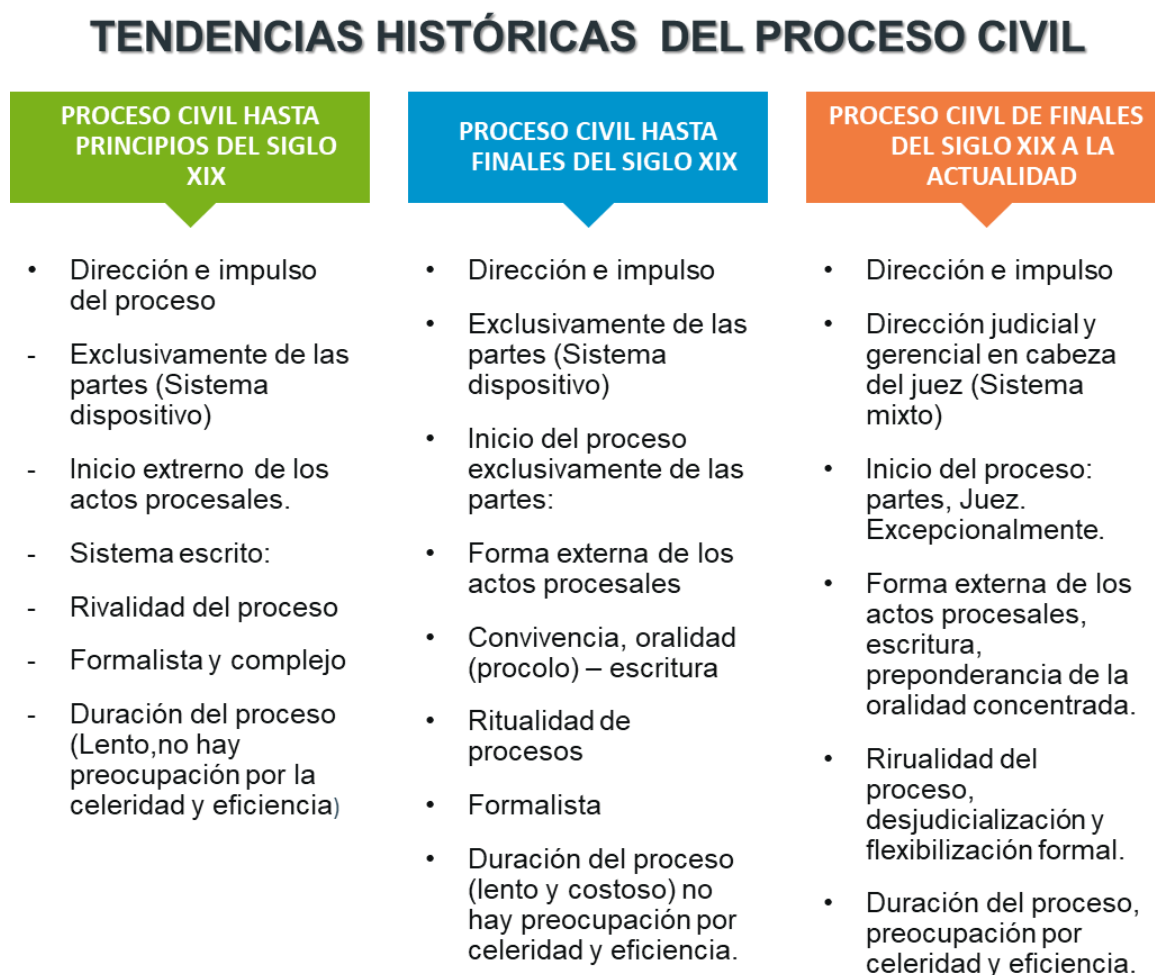 TENDENCIAS HISTÓRICAS DEL PROCESO CIVIL
PROCESO CIVIL HASTA
PRINCIPIOS DEL SIGLO
XIX
• Dirección e impulso
del proceso
- Exclusivamente de las
partes (Sistema
dispositivo)
- Inicio extrerno de los
actos procesales.
- Sistema escrito:
- Rivalidad del proceso
- Formalista y complejo
- Duración del proceso
(Lento,no hay
preocupación por la
celeridad y eficiencia)
PROCESO CIVIL HASTA
FINALES DEL SIGLO XIX
• Dirección e impulso
• Exclusivamente de las
partes (Sistema
dispositivo)
• Inicio del proceso
exclusivamente de las
partes:
• Forma externa de los
actos procesales
• Convivencia, oralidad
(procolo) – escritura
• Ritualidad de
procesos
• Formalista
• Duración del proceso
(lento y costoso) no
hay preocupación por
celeridad y eficiencia.
PROCESO CIIVL DE FINALES
DEL SIGLO XIX A LA
ACTUALIDAD
• Dirección e impulso
• Dirección judicial y
gerencial en cabeza
del juez (Sistema
mixto)
• Inicio del proceso:
partes, Juez.
Excepcionalmente.
• Forma externa de los
actos procesales,
escritura,
preponderancia de la
oralidad concentrada.
• Rirualidad del
proceso,
desjudicialización y
flexibilización formal.
• Duración del proceso,
preocupación por
celeridad y eficiencia.